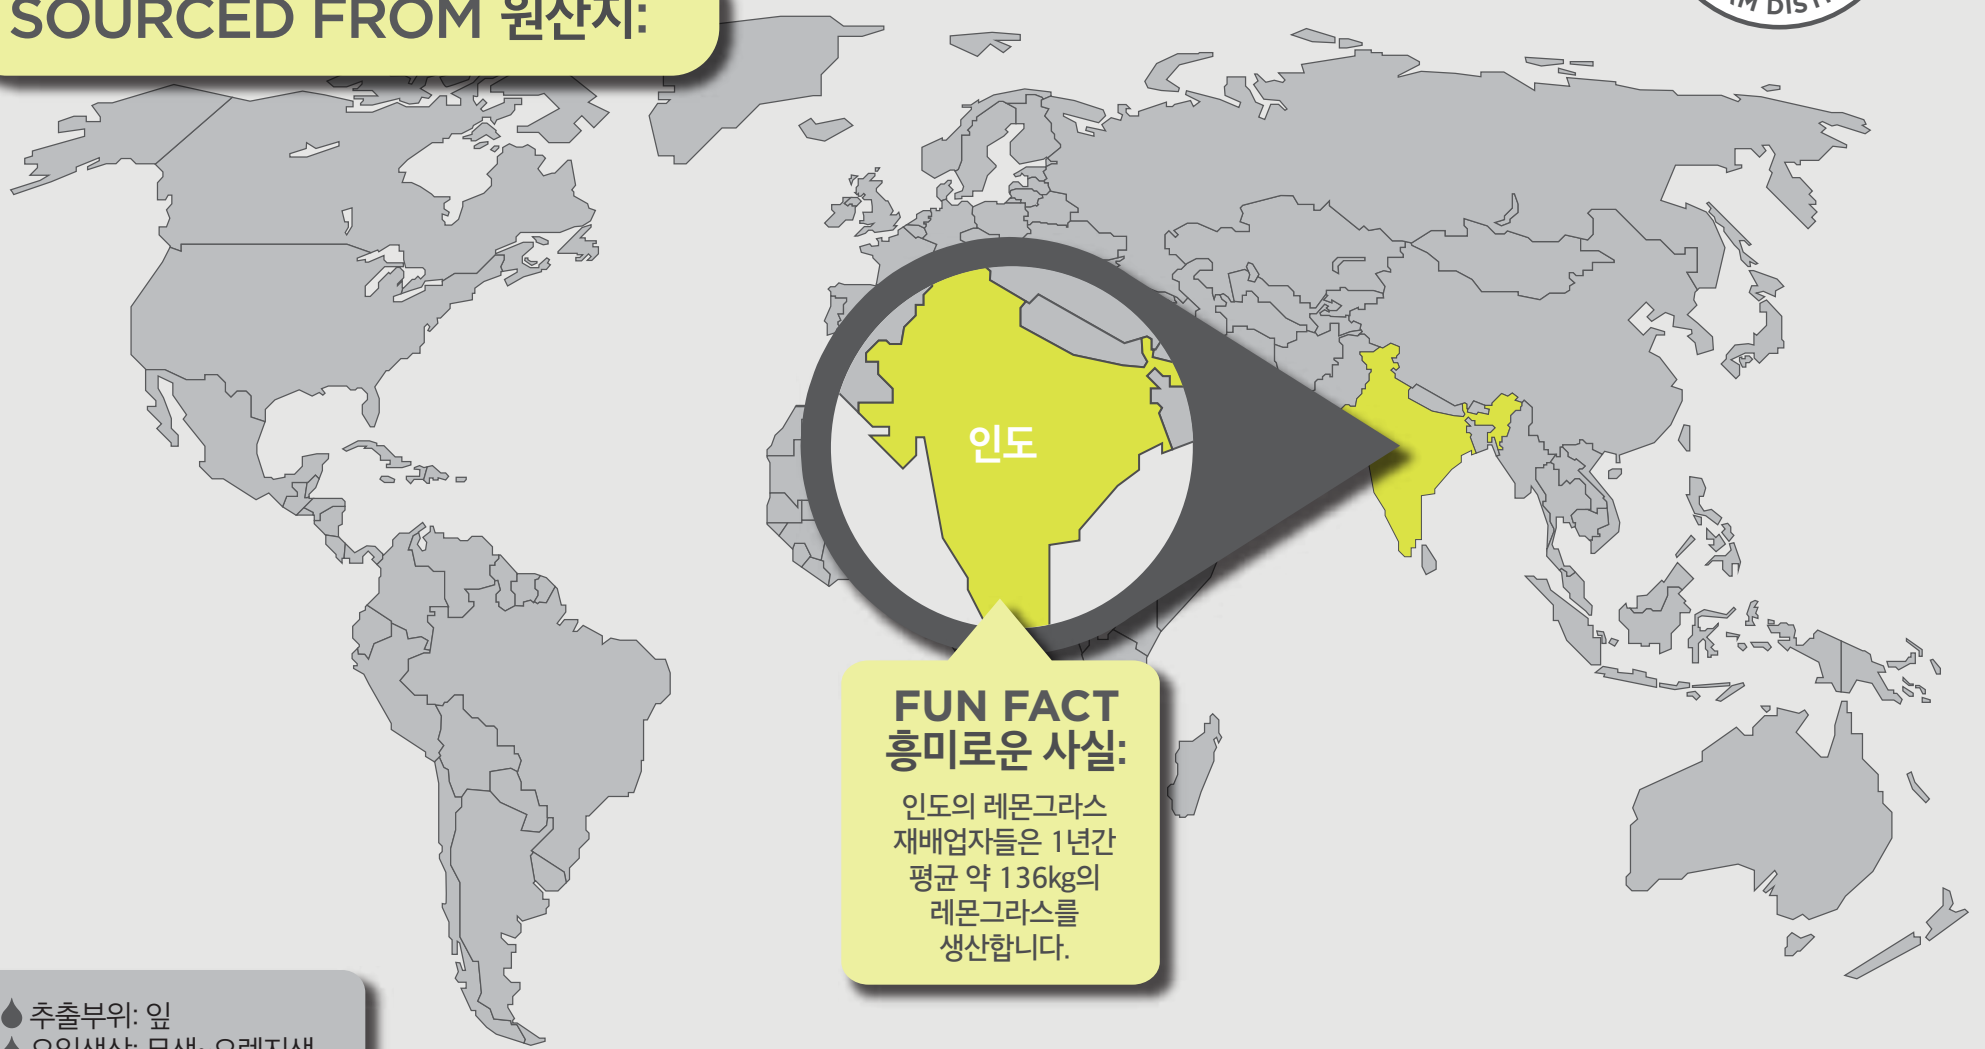 SOURCED FROM 원산지:
인도
FUN FACT
흥미로운 사실:
인도의 레몬그라스
재배업자들은 1년간
평균 약 136kg의
레몬그라스를
생산합니다.
추출부위: 잎